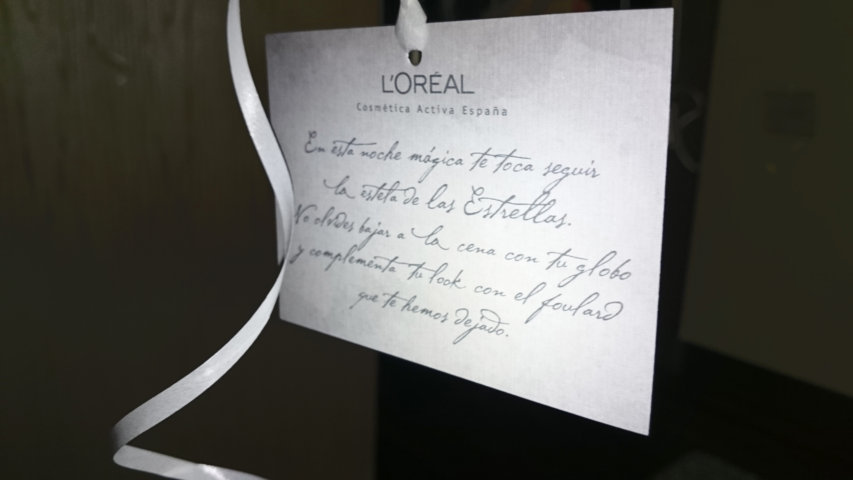 L'ORÉAL
Cosmética Activa España
En esta noche mágica te toca seguir
la estela de las Estrellas.
No olvides bajar a la cena con tu globo
y complementa tu look con el foulard
que te hemos dejado.